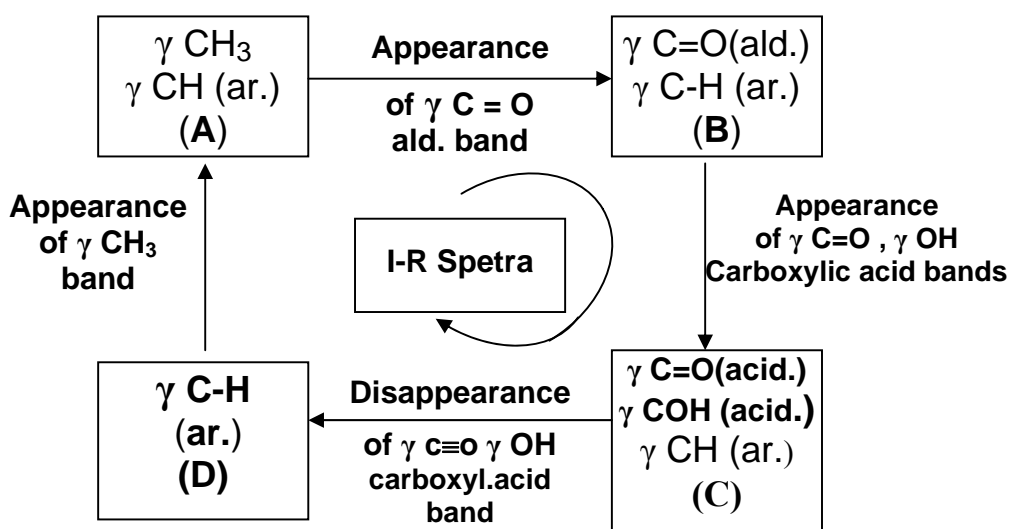 γ CH3
γ CH (ar.)
(A)
Appearance
of γ C = O
ald. band
γ C=O(ald.)
γ C-H (ar.)
(B)
Appearance
of γ CH3
band
I-R Spetra
Appearance
of γ C=O , γ OH
Carboxylic acid bands
γ C-H
(ar.)
(D)
Disappearance
of γ c≡o γ OH
carboxyl.acid
band
γ C=O(acid.)
γ COH (acid.)
γ CH (ar.)
(C)